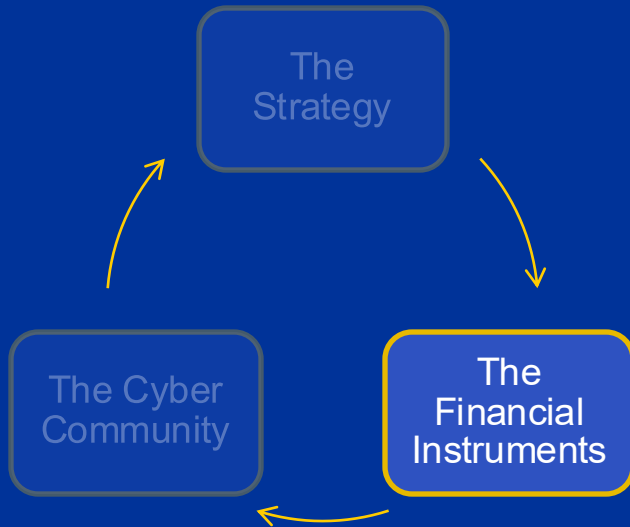 The
Strategy
The Cyber
Community
The
Financial
Instruments